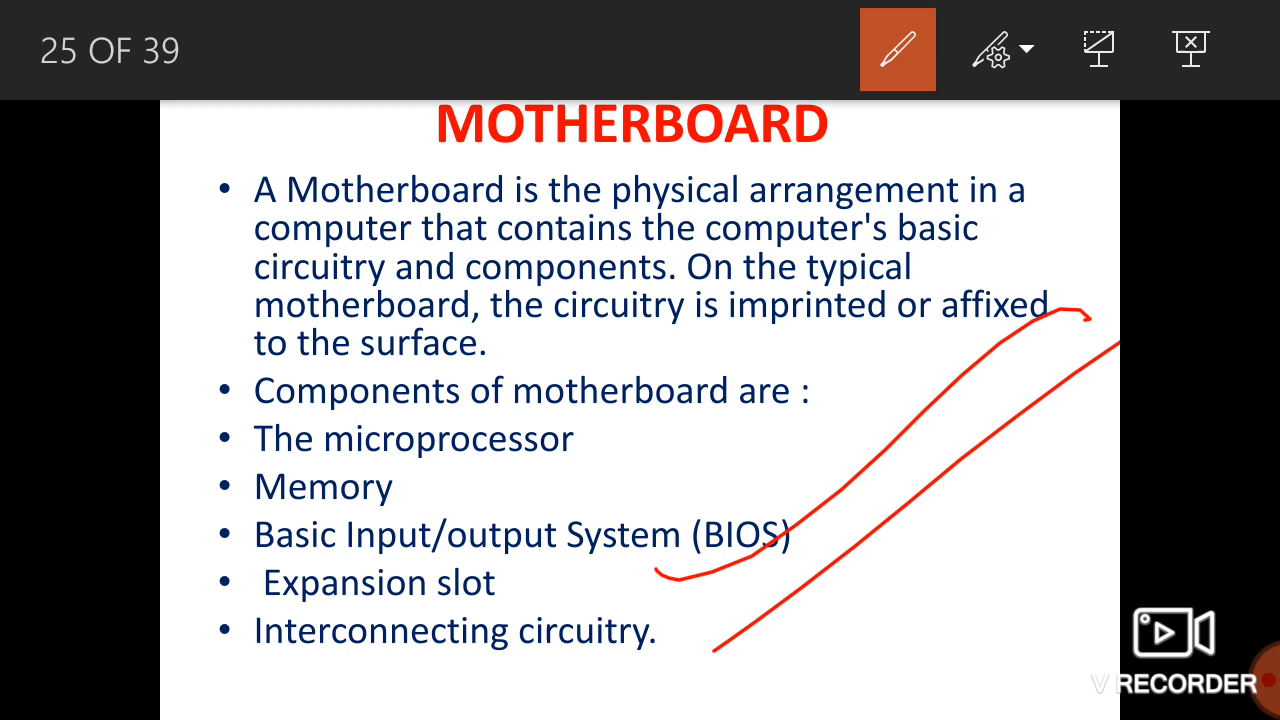 25 OF 39
MOTHERBOARD
• A Motherboard is the physical arrangement in a
computer that contains the computer's basic
circuitry and components. On the typical
motherboard, the circuitry is imprinted or affixed
to the surface.
• Components of motherboard are :
• The microprocessor
• Memory
• Basic Input/output System (BIOS)
• Expansion slot
• Interconnecting circuitry.
V RECORDER